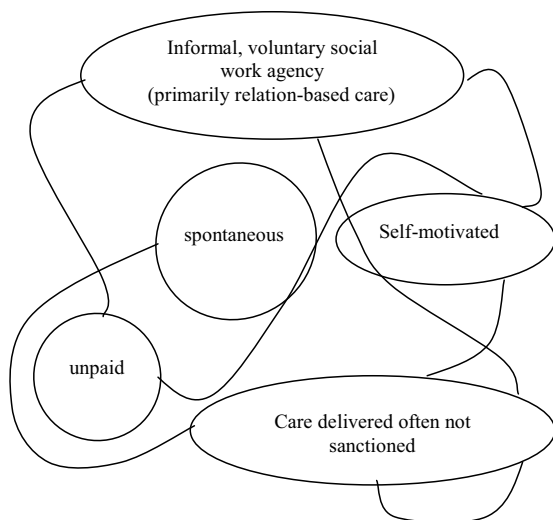 Informal, voluntary social
work agency
(primarily relation-based care)
spontaneous
Self-motivated
unpaid
Care delivered often not
sanctioned